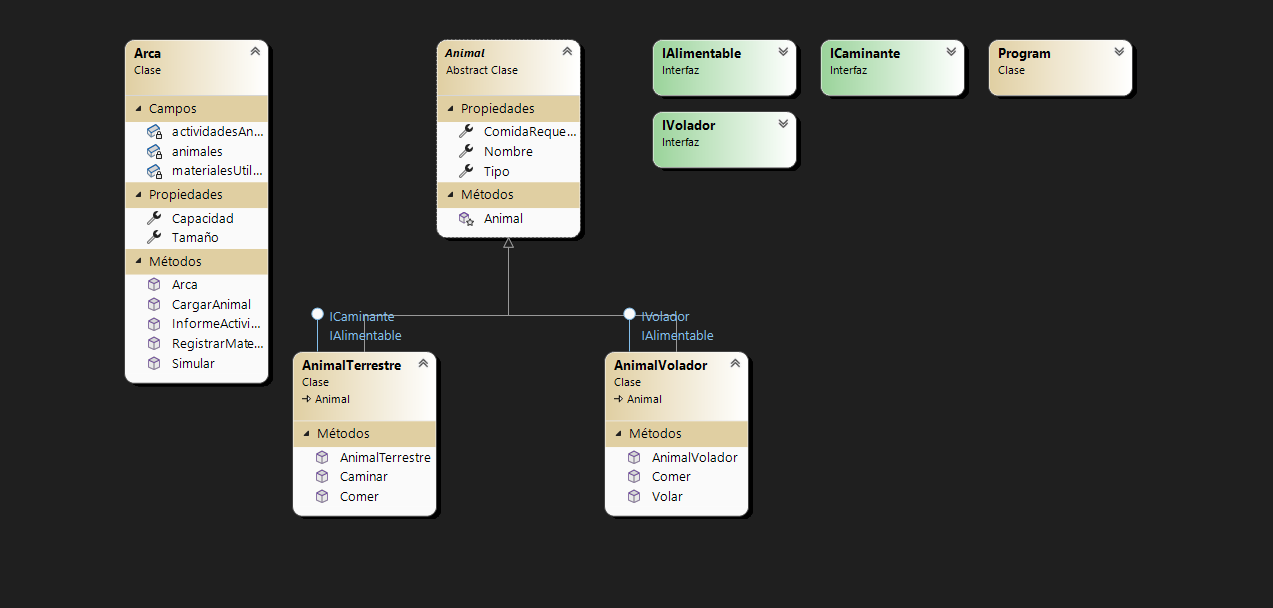 Arca
Clase
Campos
actividadesAn...
animales
materialesUtil...
Propiedades
Capacidad
Tamaño
Métodos
Arca
CargarAnimal
InformeActivi...
RegistrarMate...
Simular
Animal
Abstract Clase
Propiedades
ComidaReque...
Nombre
Tipo
Métodos
Animal
IAlimentable
Interfaz
ICaminante
Interfaz
Program
Clase
IVolador
Interfaz
ICaminante
IAlimentable
AnimalTerrestre
Clase
Animal
Métodos
AnimalTerrestre
Caminar
Comer
IVolador
IAlimentable
AnimalVolador
Clase
Animal
Métodos
AnimalVolador
Comer
Volar